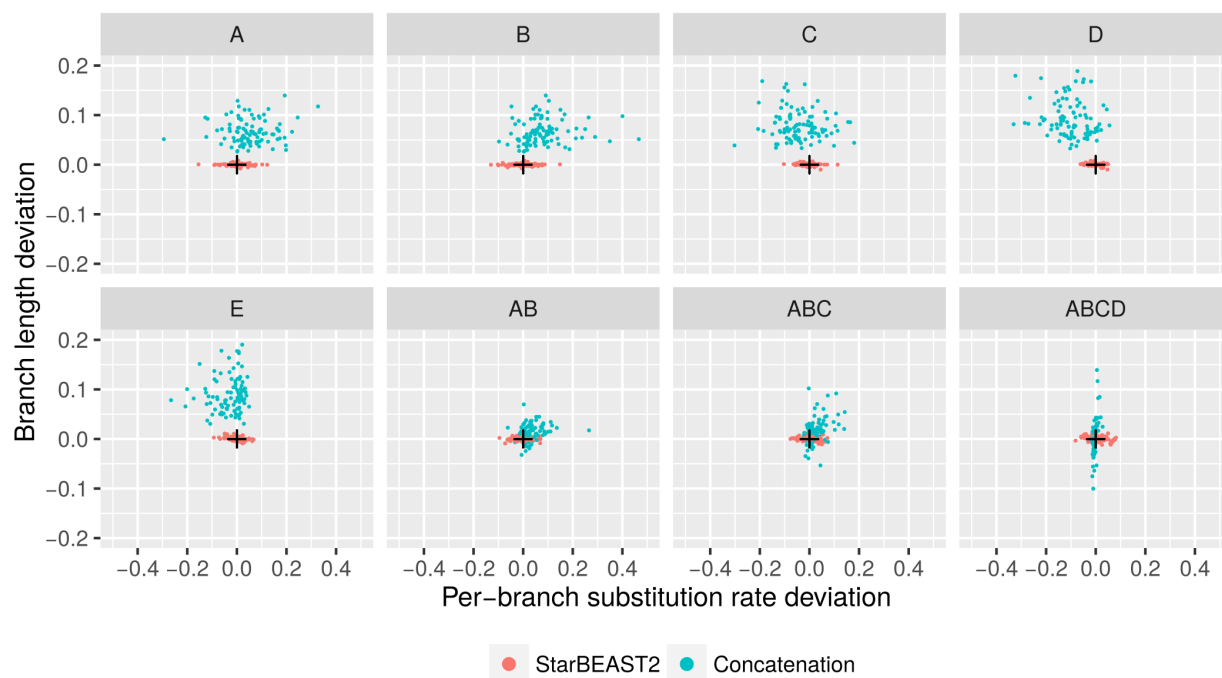 A B C D
0.2
0.1
0.0
−0.1
−0.2
Branch length deviation
E AB ABC ABCD
0.2
0.1
0.0
−0.1
−0.2
−0.4 −0.2 0.0 0.2 0.4 −0.4 −0.2 0.0 0.2 0.4 −0.4 −0.2 0.0 0.2 0.4 −0.4 −0.2 0.0 0.2 0.4
Per−branch substitution rate deviation
StarBEAST2 Concatenation